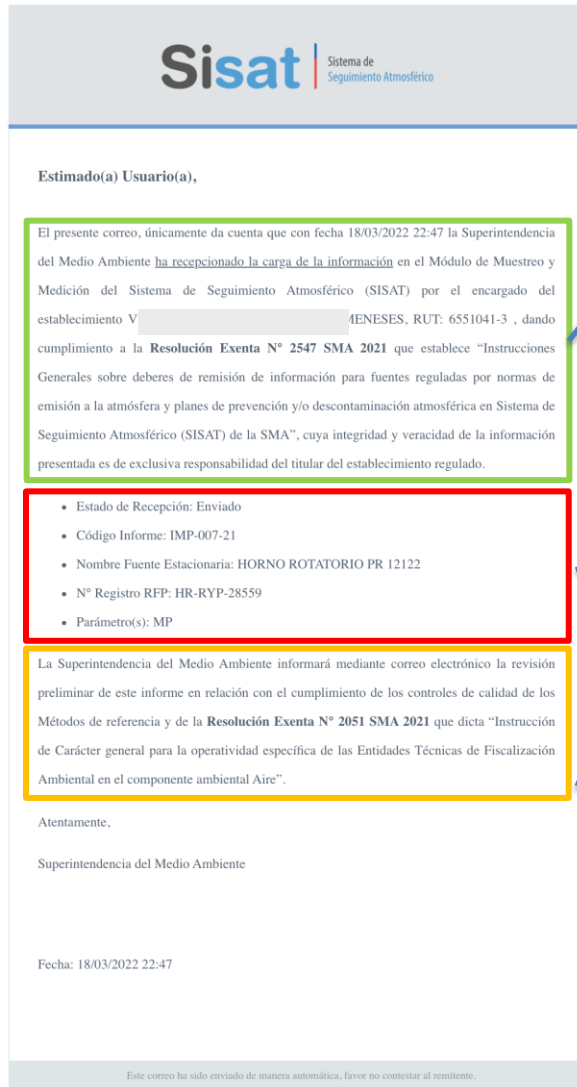 Sisat
Sistema de
Seguimiento Atmosférico
Estimado(a) Usuario(a),
El presente correo, únicamente da cuenta que con fecha 18/03/2022 22:47 la Superintendencia
del Medio Ambiente ha recepcionado la carga de la información en el Módulo de Muestreo y
Medición del Sistema de Seguimiento Atmosférico (SISAT) por el encargado del
establecimiento V MENESES, RUT: 6551041-3 , dando
cumplimiento a la Resolución Exenta N° 2547 SMA 2021 que establece “Instrucciones
Generales sobre deberes de remisión de información para fuentes reguladas por normas de
emisión a la atmósfera y planes de prevención y/o descontaminación atmosférica en Sistema de
Seguimiento Atmosférico (SISAT) de la SMA”, cuya integridad y veracidad de la información
presentada es de exclusiva responsabilidad del titular del establecimiento regulado.
• Estado de Recepción: Enviado
• Código Informe: IMP-007-21
• Nombre Fuente Estacionaria: HORNO ROTATORIO PR 12122
• N° Registro RFP: HR-RYP-28559
• Parámetro(s): MP
La Superintendencia del Medio Ambiente informará mediante correo electrónico la revisión
preliminar de este informe en relación con el cumplimiento de los controles de calidad de los
Métodos de referencia y de la Resolución Exenta N° 2051 SMA 2021 que dicta “Instrucción
de Carácter general para la operatividad específica de las Entidades Técnicas de Fiscalización
Ambiental en el componente ambiental Aire”.
Atentamente,
Superintendencia del Medio Ambiente
Fecha: 18/03/2022 22:47
Este correo ha sido enviado de manera automática, favor no contestar al remitente.